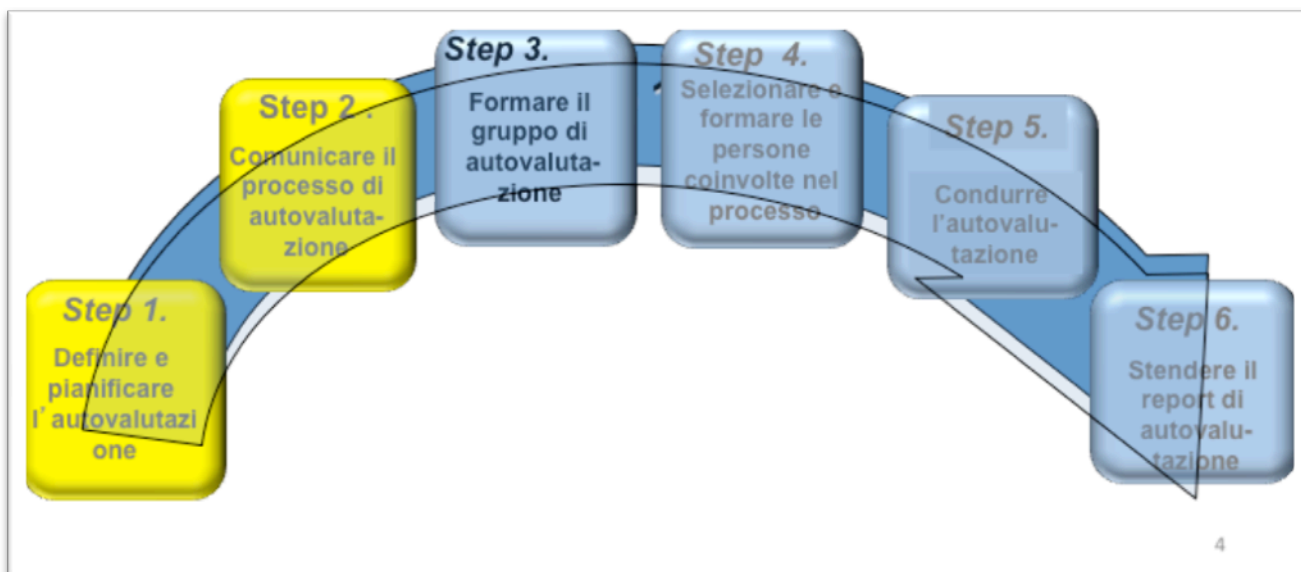 Step 1.
Definire e
pianificare
l'autovalutazi
one
Step 2.
Comunicare il
processo di
autovaluta-
zione
Step 3.
Formare il
gruppo di
autovaluta-
zione
Step 4.
Selezionare e
formare le
persone
coinvolte nel
processo
Step 5.
Condurre
l'autovalu-
tazione
Step 6.
Stendere il
report di
autovalu-
tazione
4